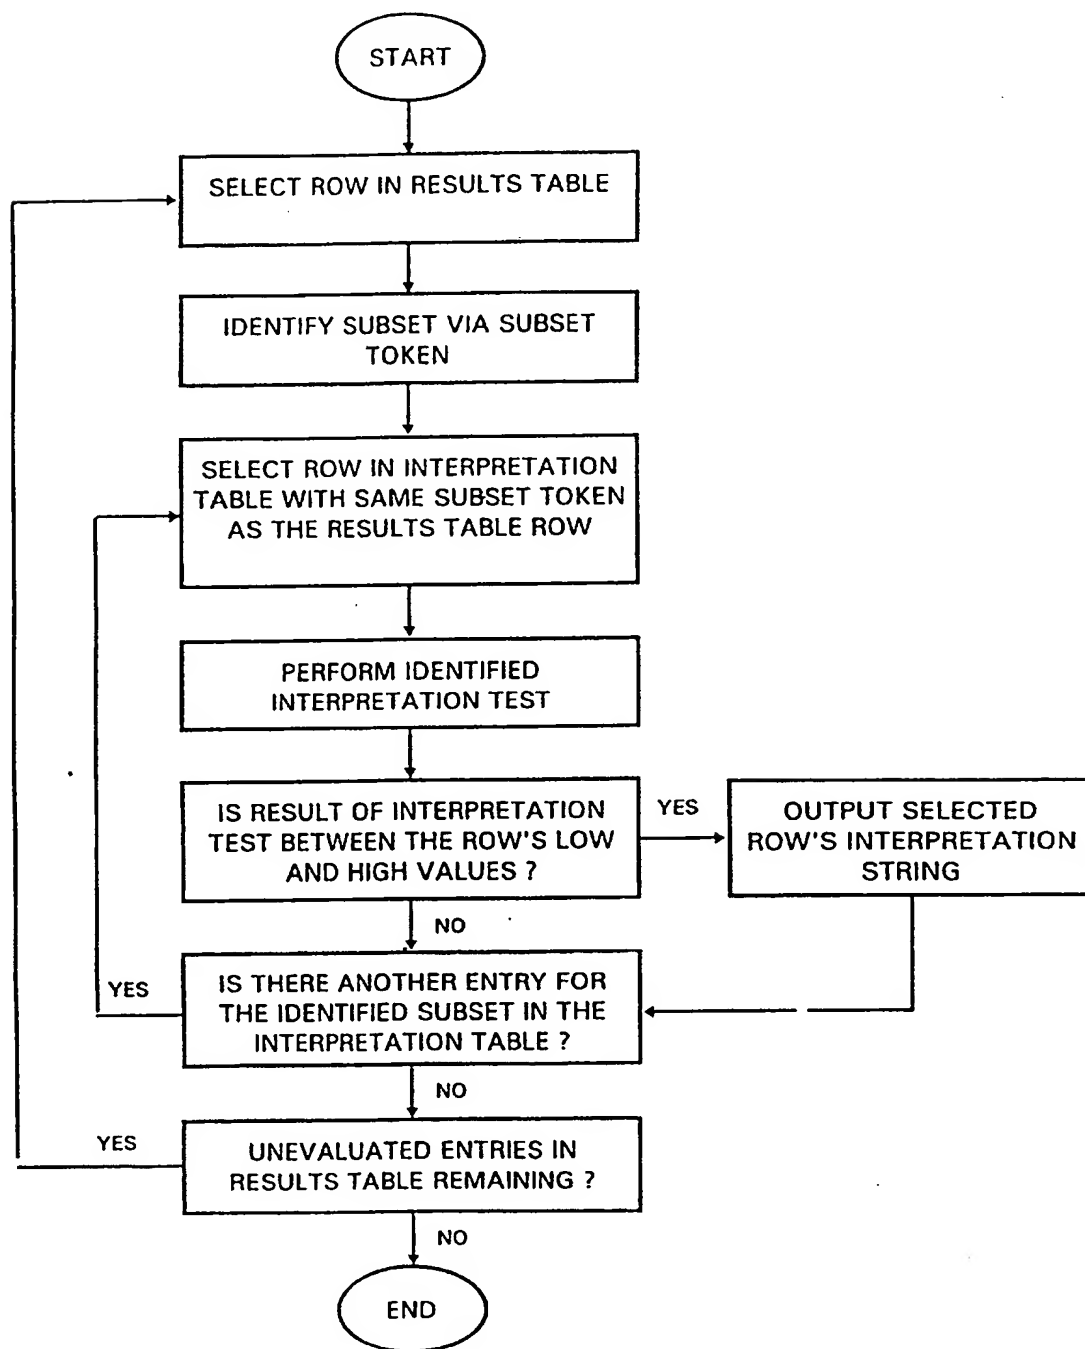 START
SELECT ROW IN RESULTS TABLE
IDENTIFY SUBSET VIA SUBSET
TOKEN
SELECT ROW IN INTERPRETATION
TABLE WITH SAME SUBSET TOKEN
AS THE RESULTS TABLE ROW
PERFORM IDENTIFIED
INTERPRETATION TEST
IS RESULT OF INTERPRETATION
TEST BETWEEN THE ROW'S LOW
AND HIGH VALUES ?
YES
OUTPUT SELECTED
ROW'S INTERPRETATION
STRING
NO
IS THERE ANOTHER ENTRY FOR
THE IDENTIFIED SUBSET IN THE
INTERPRETATION TABLE ?
YES
NO
UNEVALUATED ENTRIES IN
RESULTS TABLE REMAINING ?
YES
NO
END